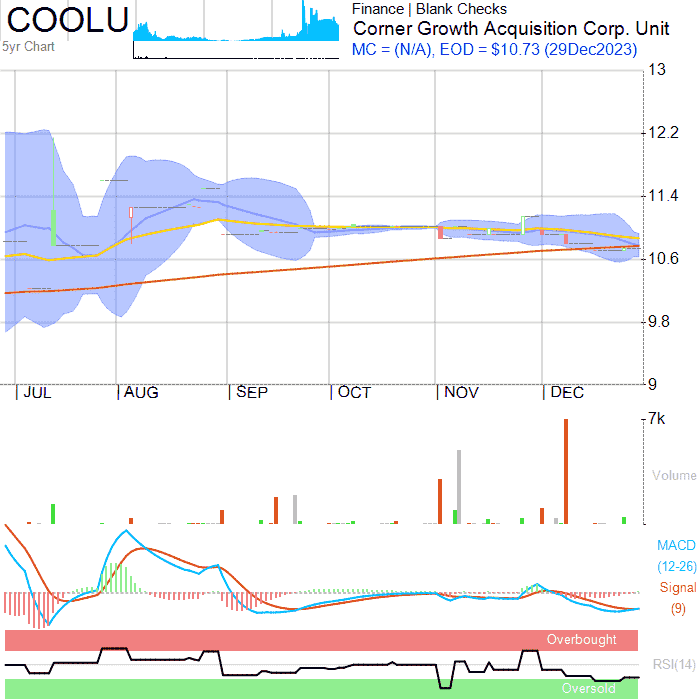 COOLU
5yr Chart
Finance | Blank Checks
Corner Growth Acquisition Corp. Unit
MC = (N/A), EOD = $10.73 (29Dec2023)
13
12.2
11.4
10.6
9.8
9
| JUL | AUG | SEP | OCT | NOV | DEC
7k
Volume
MACD
(12-26)
Signal
(9)
Overbought
RSI(14)
Oversold